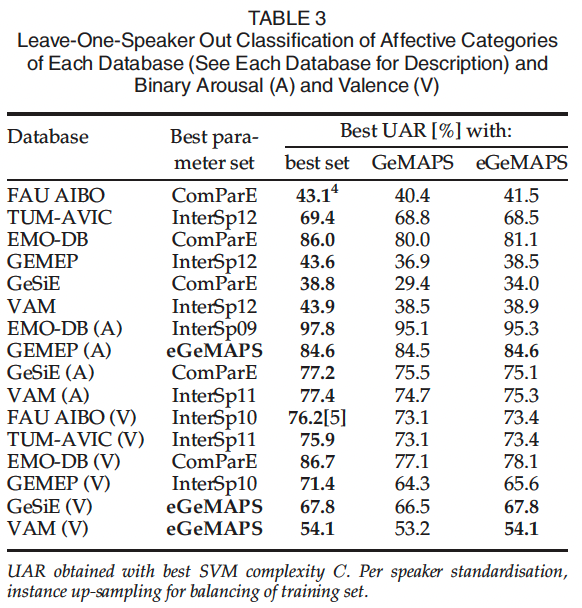 TABLE 3
Leave-One-Speaker Out Classification of Affective Categories
of Each Database (See Each Database for Description) and
Binary Arousal (A) and Valence (V)
Database Best para- Best UAR [%] with:
meter set best set GeMAPS eGeMAPS
FAU AIBO ComParE 43.1⁴ 40.4 41.5
TUM-AVIC InterSp12 69.4 68.8 68.5
EMO-DB ComParE 86.0 80.0 81.1
GEMEP InterSp12 43.6 36.9 38.5
GeSiE ComParE 38.8 29.4 34.0
VAM InterSp12 43.9 38.5 38.9
EMO-DB (A) InterSp09 97.8 95.1 95.3
GEMEP (A) eGeMAPS 84.6 84.5 84.6
GeSiE (A) ComParE 77.2 75.5 75.1
VAM (A) InterSp11 77.4 74.7 75.3
FAU AIBO (V) InterSp10 76.2[5] 73.1 73.4
TUM-AVIC (V) InterSp11 75.9 73.1 73.4
EMO-DB (V) ComParE 86.7 77.1 78.1
GEMEP (V) InterSp10 71.4 64.3 65.6
GeSiE (V) eGeMAPS 67.8 66.5 67.8
VAM (V) eGeMAPS 54.1 53.2 54.1
UAR obtained with best SVM complexity C. Per speaker standardisation,
instance up-sampling for balancing of training set.